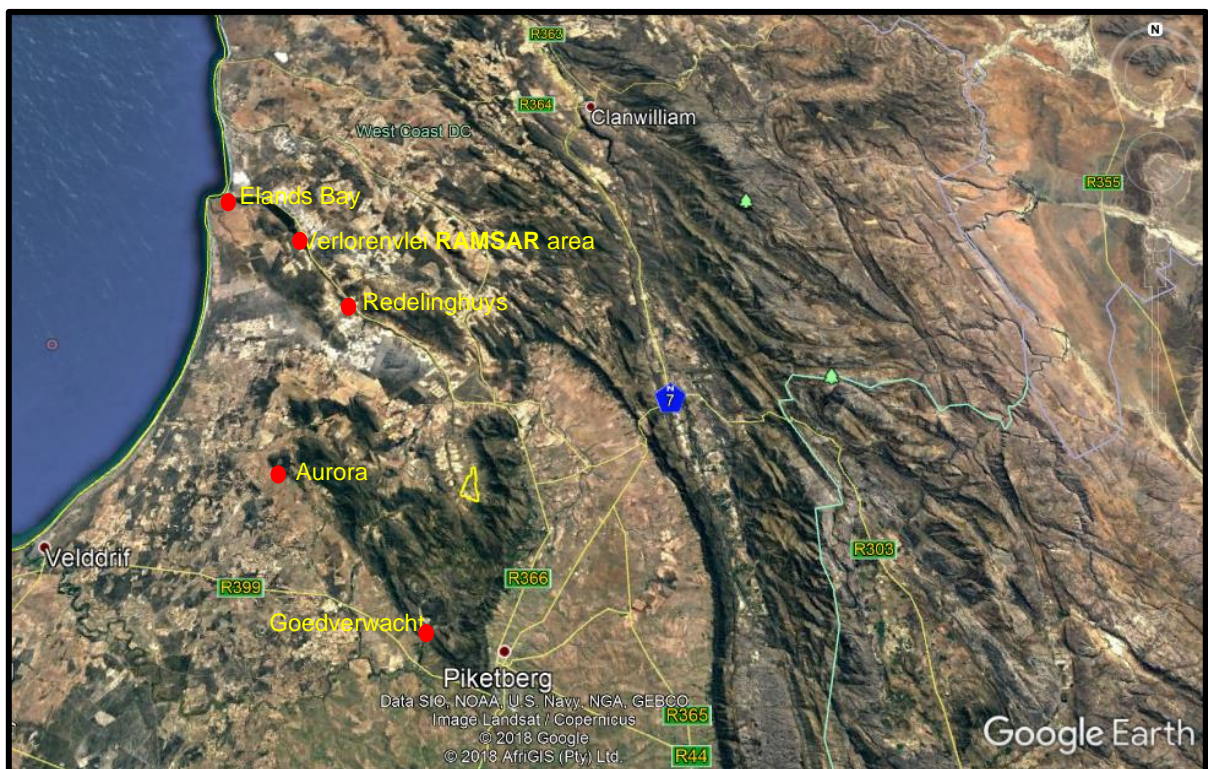 N
R363
R364
Clanwilliam
West Coast DC
R355
Elands Bay
Verlorenvlei RAMSAR area
Redelinghuys
N
7
Aurora
Velddrif
R303
R366
R399
Goedverwacht
Piketberg
Data SIO, NOAA, U.S. Navy, NGA, GEBCO
Image Landsat / Copernicus
© 2018 Google
© 2018 AfriGIS (Pty) Ltd.
R365
R44
Google Earth